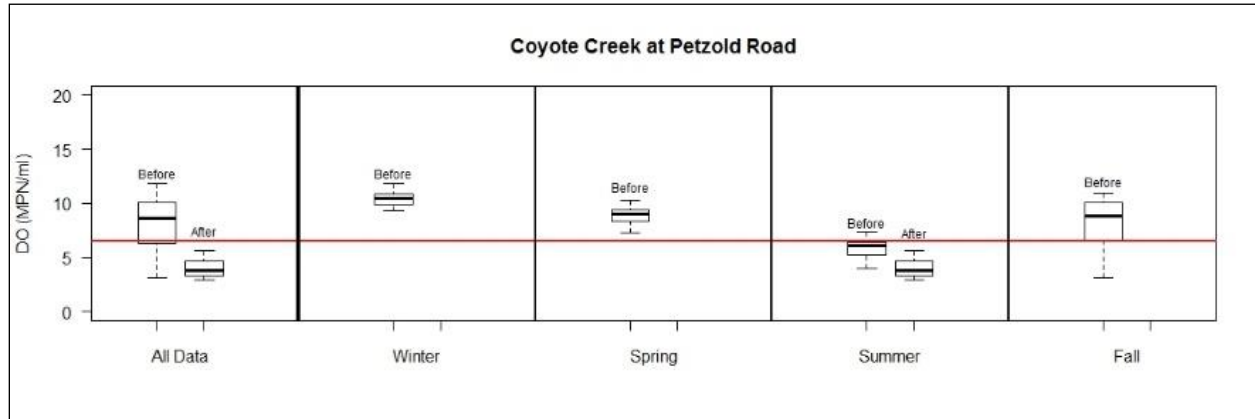 Coyote Creek at Petzold Road
DO (MPN/ml)
20
15
10
5
0
Before
After
Before
Before
Before
After
Before
All Data
Winter
Spring
Summer
Fall